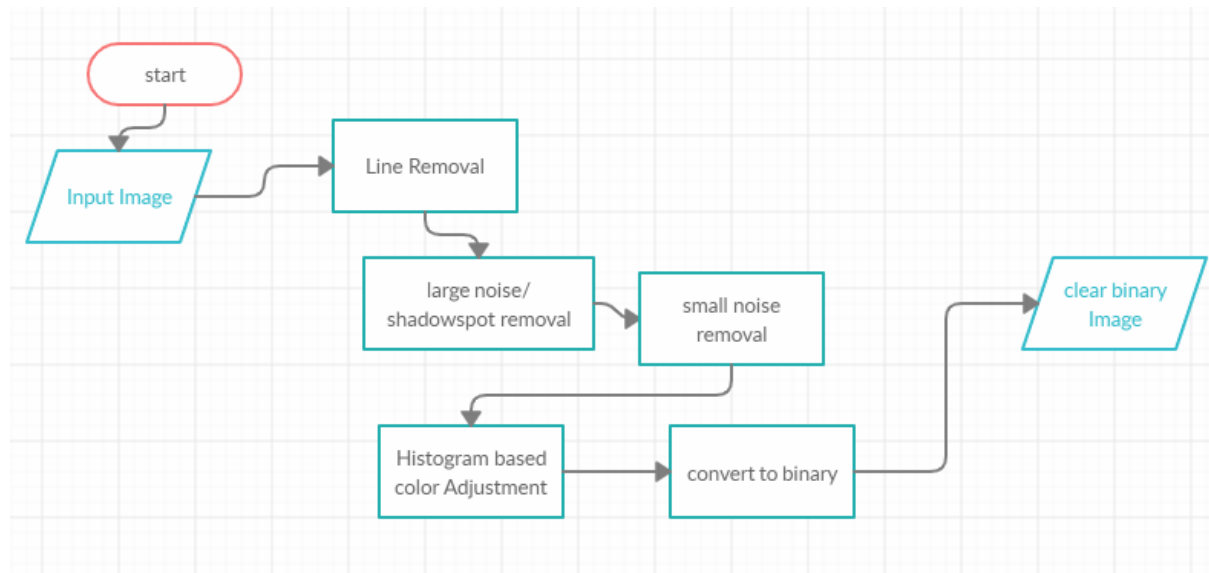 start
Input Image
Line Removal
large noise/
shadowspot removal
small noise
removal
Histogram based
color Adjustment
convert to binary
clear binary
Image